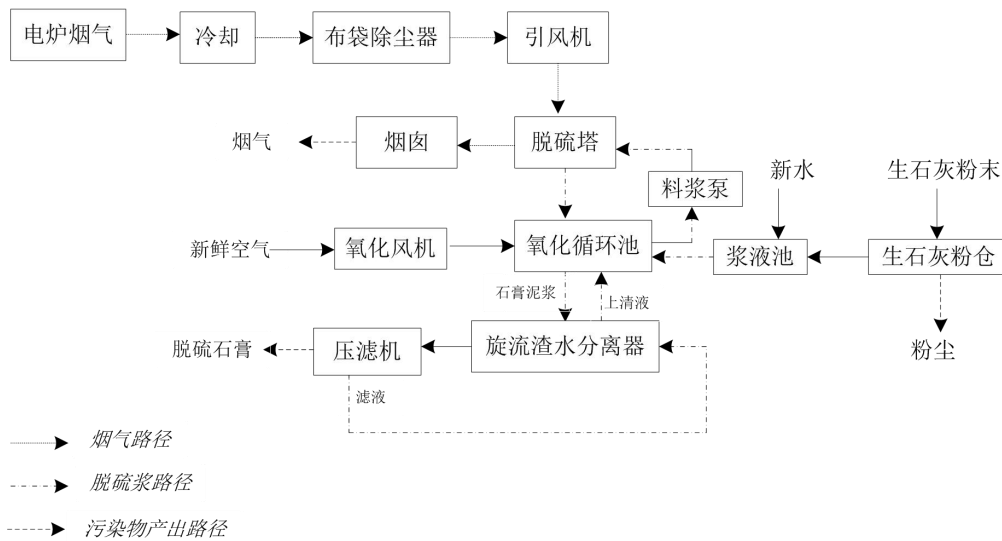 电炉烟气
冷却
布袋除尘器
引风机
烟气
烟囱
脱硫塔
料浆泵
新水
生石灰粉末
新鲜空气
氧化风机
氧化循环池
浆液池
生石灰粉仓
石膏泥浆
上清液
脱硫石膏
压滤机
旋流渣水分离器
粉尘
滤液
烟气路径
脱硫浆路径
污染物产出路径